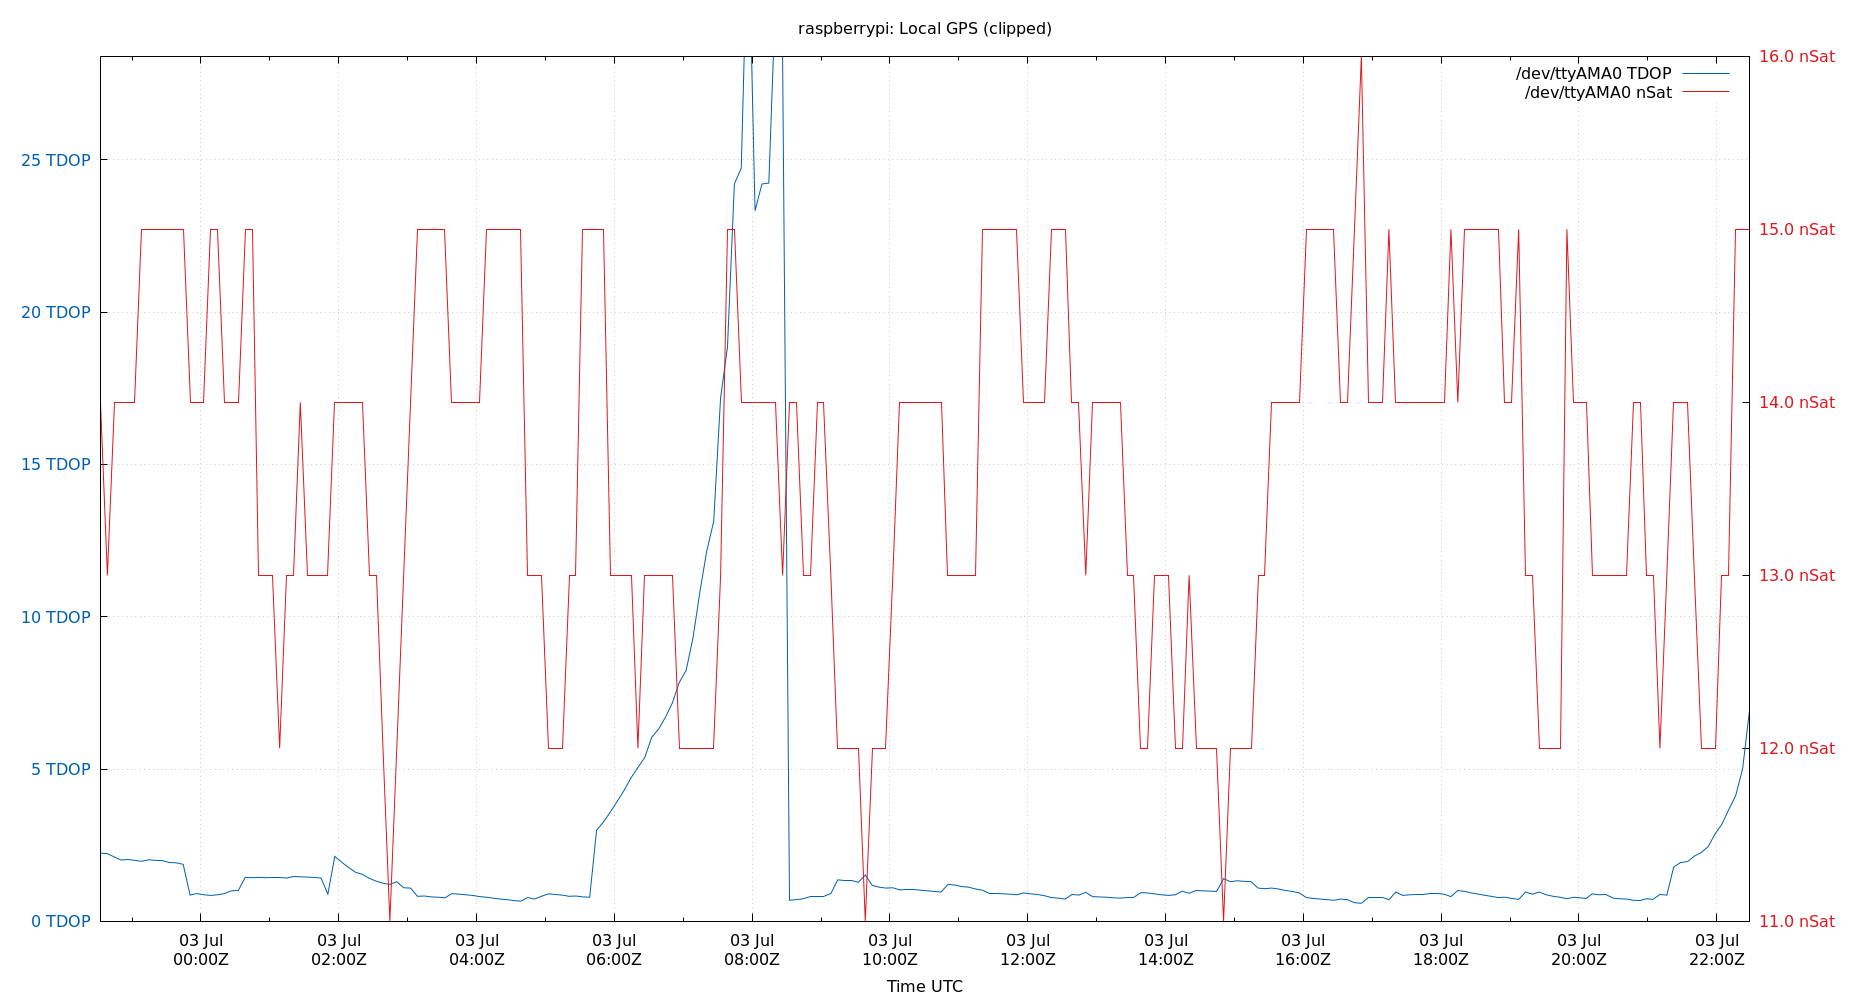 raspberrypi: Local GPS (clipped)
16.0 nSat
/dev/ttyAMA0 TDOP
/dev/ttyAMA0 nSat
25 TDOP
15.0 nSat
20 TDOP
14.0 nSat
15 TDOP
13.0 nSat
10 TDOP
12.0 nSat
5 TDOP
0 TDOP
11.0 nSat
03 Jul 03 Jul 03 Jul 03 Jul 03 Jul 03 Jul 03 Jul 03 Jul 03 Jul 03 Jul 03 Jul 03 Jul
00:00Z 02:00Z 04:00Z 06:00Z 08:00Z 10:00Z 12:00Z 14:00Z 16:00Z 18:00Z 20:00Z 22:00Z
Time UTC